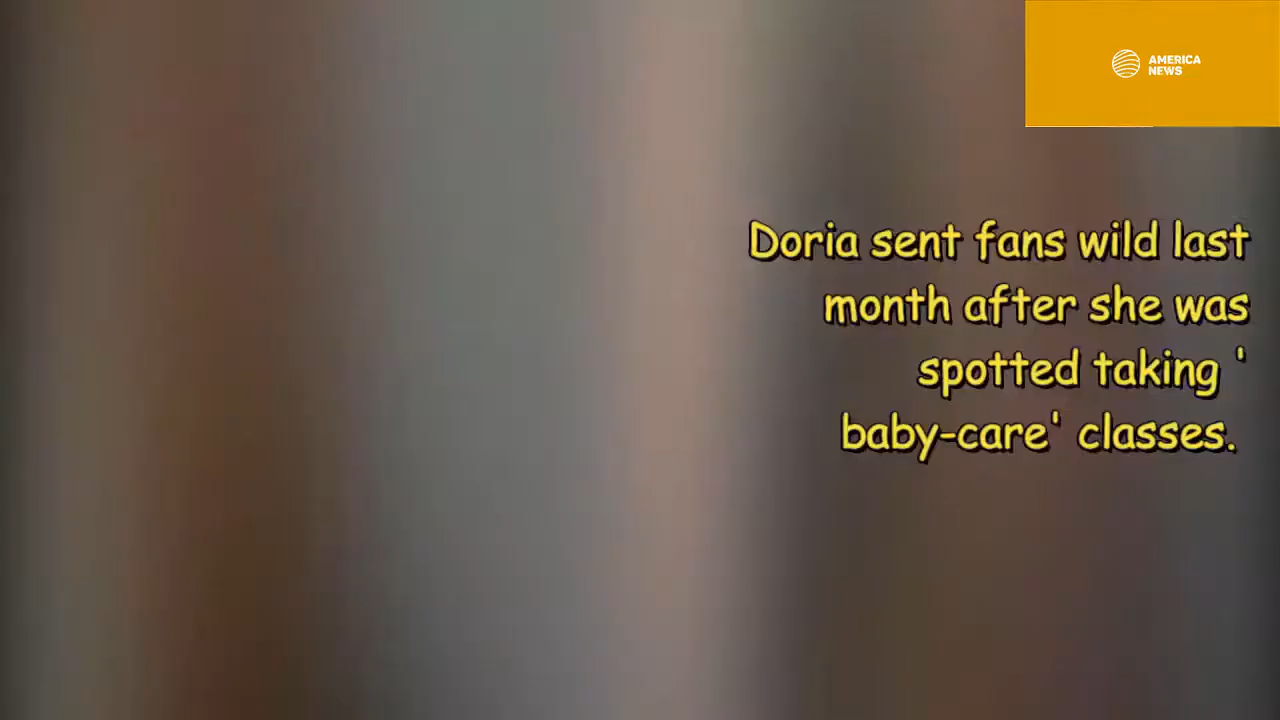 AMERICA
NEWS
Doria sent fans wild last
month after she was
spotted taking '
baby-care' classes.